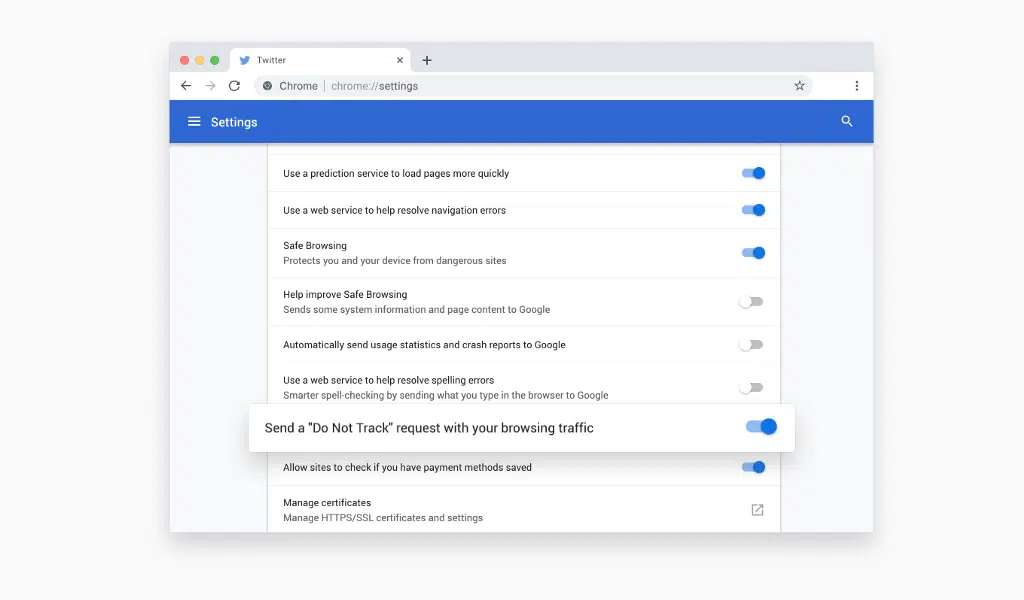 Twitter
Chrome | chrome://settings
Settings
Use a prediction service to load pages more quickly
Use a web service to help resolve navigation errors
Safe Browsing
Protects you and your device from dangerous sites
Help improve Safe Browsing
Sends some system information and page content to Google
Automatically send usage statistics and crash reports to Google
Use a web service to help resolve spelling errors
Smarter spell-checking by sending what you type in the browser to Google
Send a "Do Not Track" request with your browsing traffic
Allow sites to check if you have payment methods saved
Manage certificates
Manage HTTPS/SSL certificates and settings